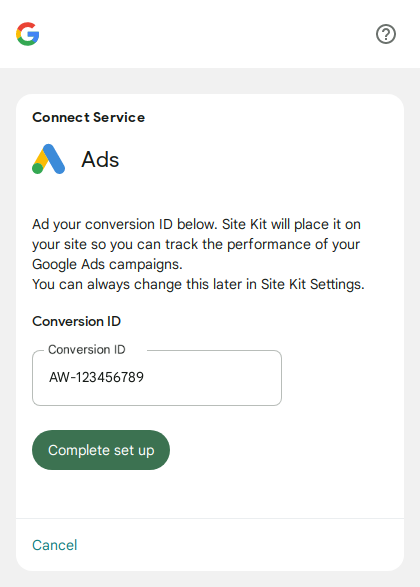 Connect Service
Ads
Ad your conversion ID below. Site Kit will place it on
your site so you can track the performance of your
Google Ads campaigns.
You can always change this later in Site Kit Settings.
Conversion ID
Conversion ID
AW-123456789
Complete set up
Cancel